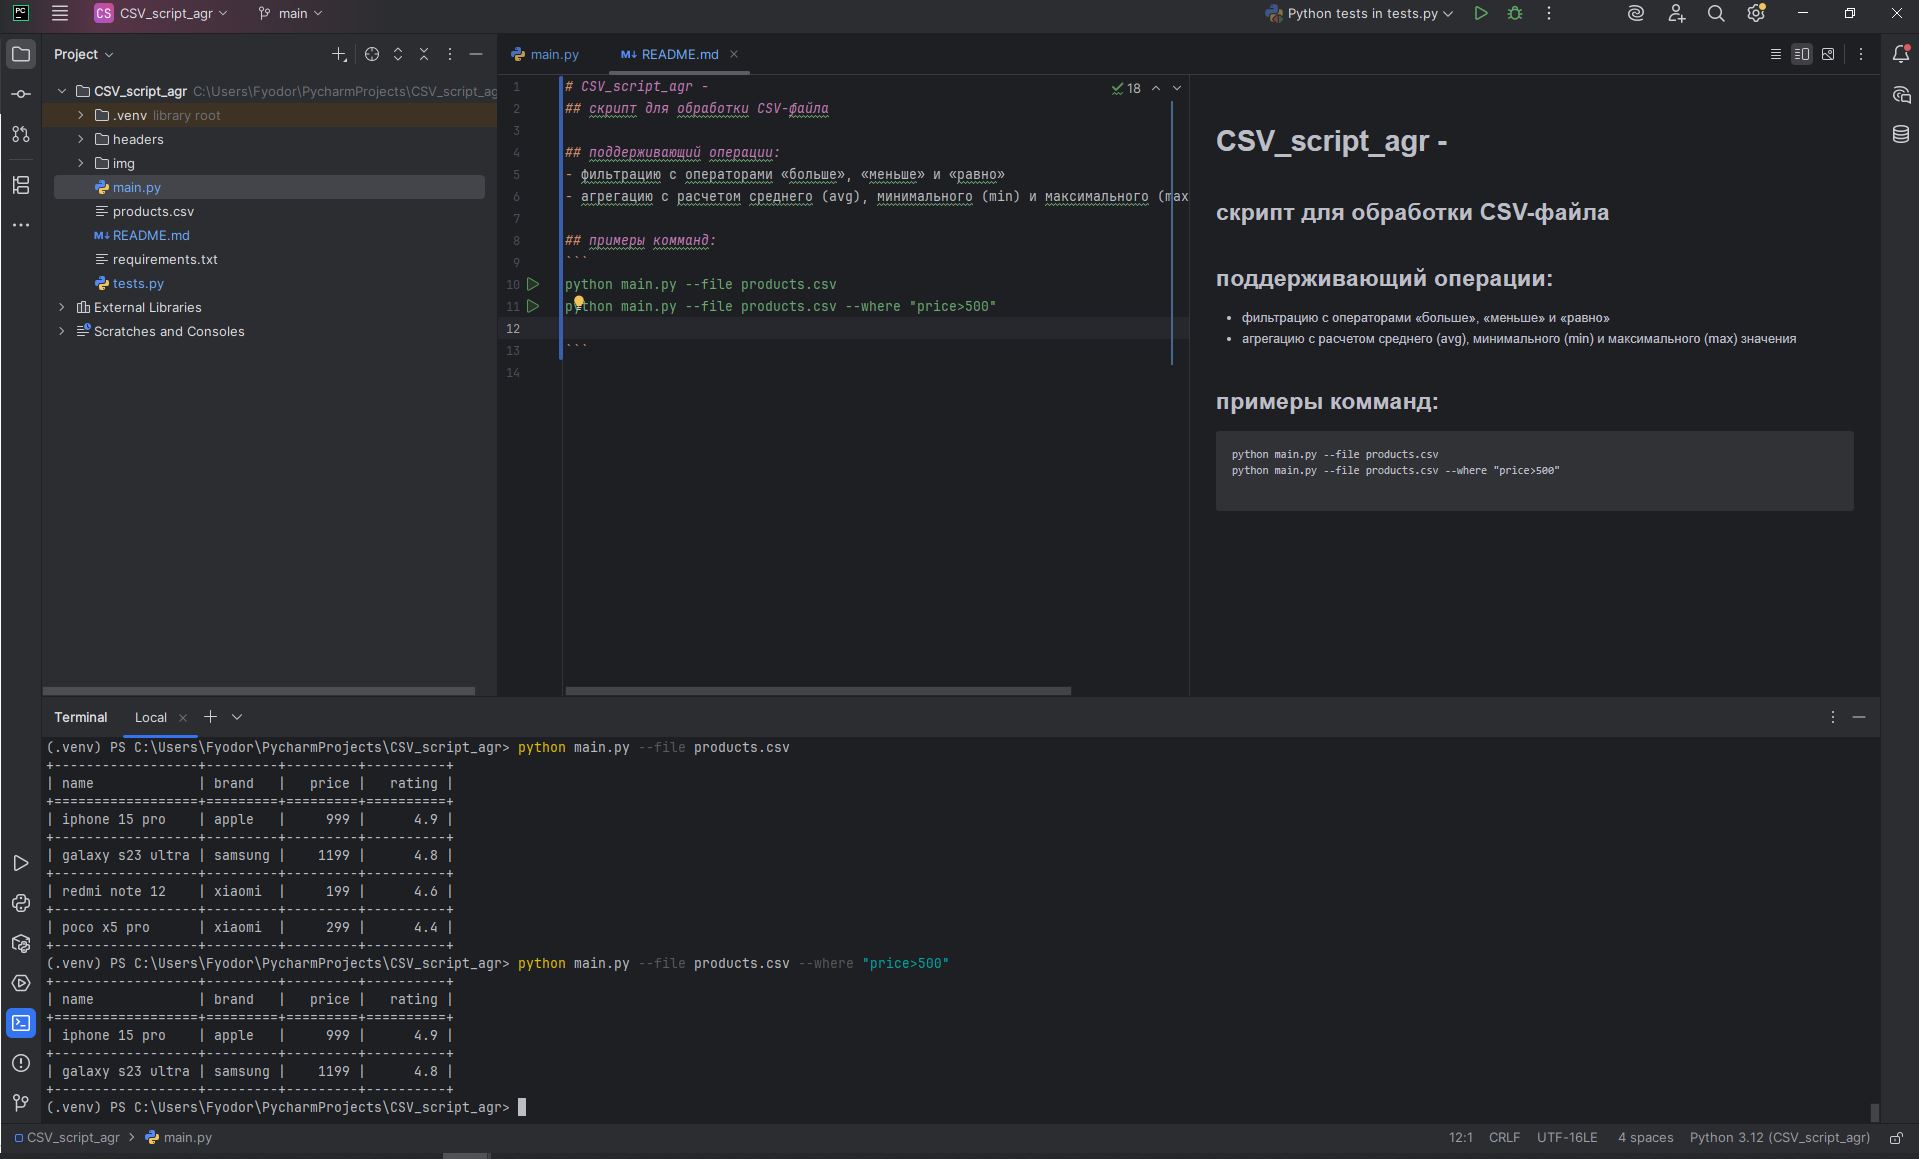 PC
CS CSV_script_agr
main
Python tests in tests.py
Project
main.py
M↓ README.md
CSV_script_agr C:\Users\Fyodor\PycharmProjects\CSV_script_ag
.venv library root
headers
img
main.py
products.csv
M↓ README.md
requirements.txt
tests.py
External Libraries
Scratches and Consoles
18
1 # CSV_script_agr -
2 ## скрипт для обработки CSV-файла
3
4 ## поддерживающий операции:
5 - фильтрацию с операторами «больше», «меньше» и «равно»
6 - агрегацию с расчетом среднего (avg), минимального (min) и максимального (max
7
8 ## примеры комманд:
9 ```
10 python main.py --file products.csv
11 python main.py --file products.csv --where "price>500"
12
13 ```
14
CSV_script_agr -
скрипт для обработки CSV-файла
поддерживающий операции:
• фильтрацию с операторами «больше», «меньше» и «равно»
• агрегацию с расчетом среднего (avg), минимального (min) и максимального (max) значения
примеры комманд:
python main.py --file products.csv
python main.py --file products.csv --where "price>500"
Terminal Local
(.venv) PS C:\Users\Fyodor\PycharmProjects\CSV_script_agr> python main.py --file products.csv
+------------------+---------+---------+----------+
| name             | brand   |   price |   rating |
+==================+=========+=========+==========+
| iphone 15 pro    | apple   |     999 |      4.9 |
+------------------+---------+---------+----------+
| galaxy s23 ultra | samsung |    1199 |      4.8 |
+------------------+---------+---------+----------+
| redmi note 12    | xiaomi  |     199 |      4.6 |
+------------------+---------+---------+----------+
| poco x5 pro      | xiaomi  |     299 |      4.4 |
+------------------+---------+---------+----------+
(.venv) PS C:\Users\Fyodor\PycharmProjects\CSV_script_agr> python main.py --file products.csv --where "price>500"
+------------------+---------+---------+----------+
| name             | brand   |   price |   rating |
+==================+=========+=========+==========+
| iphone 15 pro    | apple   |     999 |      4.9 |
+------------------+---------+---------+----------+
| galaxy s23 ultra | samsung |    1199 |      4.8 |
+------------------+---------+---------+----------+
(.venv) PS C:\Users\Fyodor\PycharmProjects\CSV_script_agr>
CSV_script_agr > main.py
12:1 CRLF UTF-16LE 4 spaces Python 3.12 (CSV_script_agr)